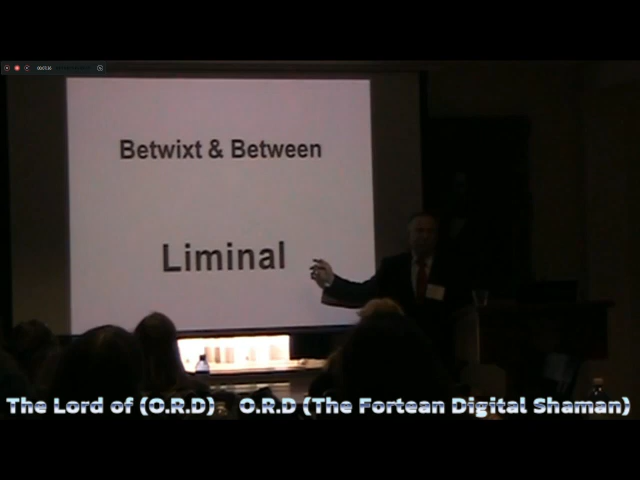 Betwixt & Between
Liminal
The Lord of (O.R.D) O.R.D (The Fortean Digital Shaman)